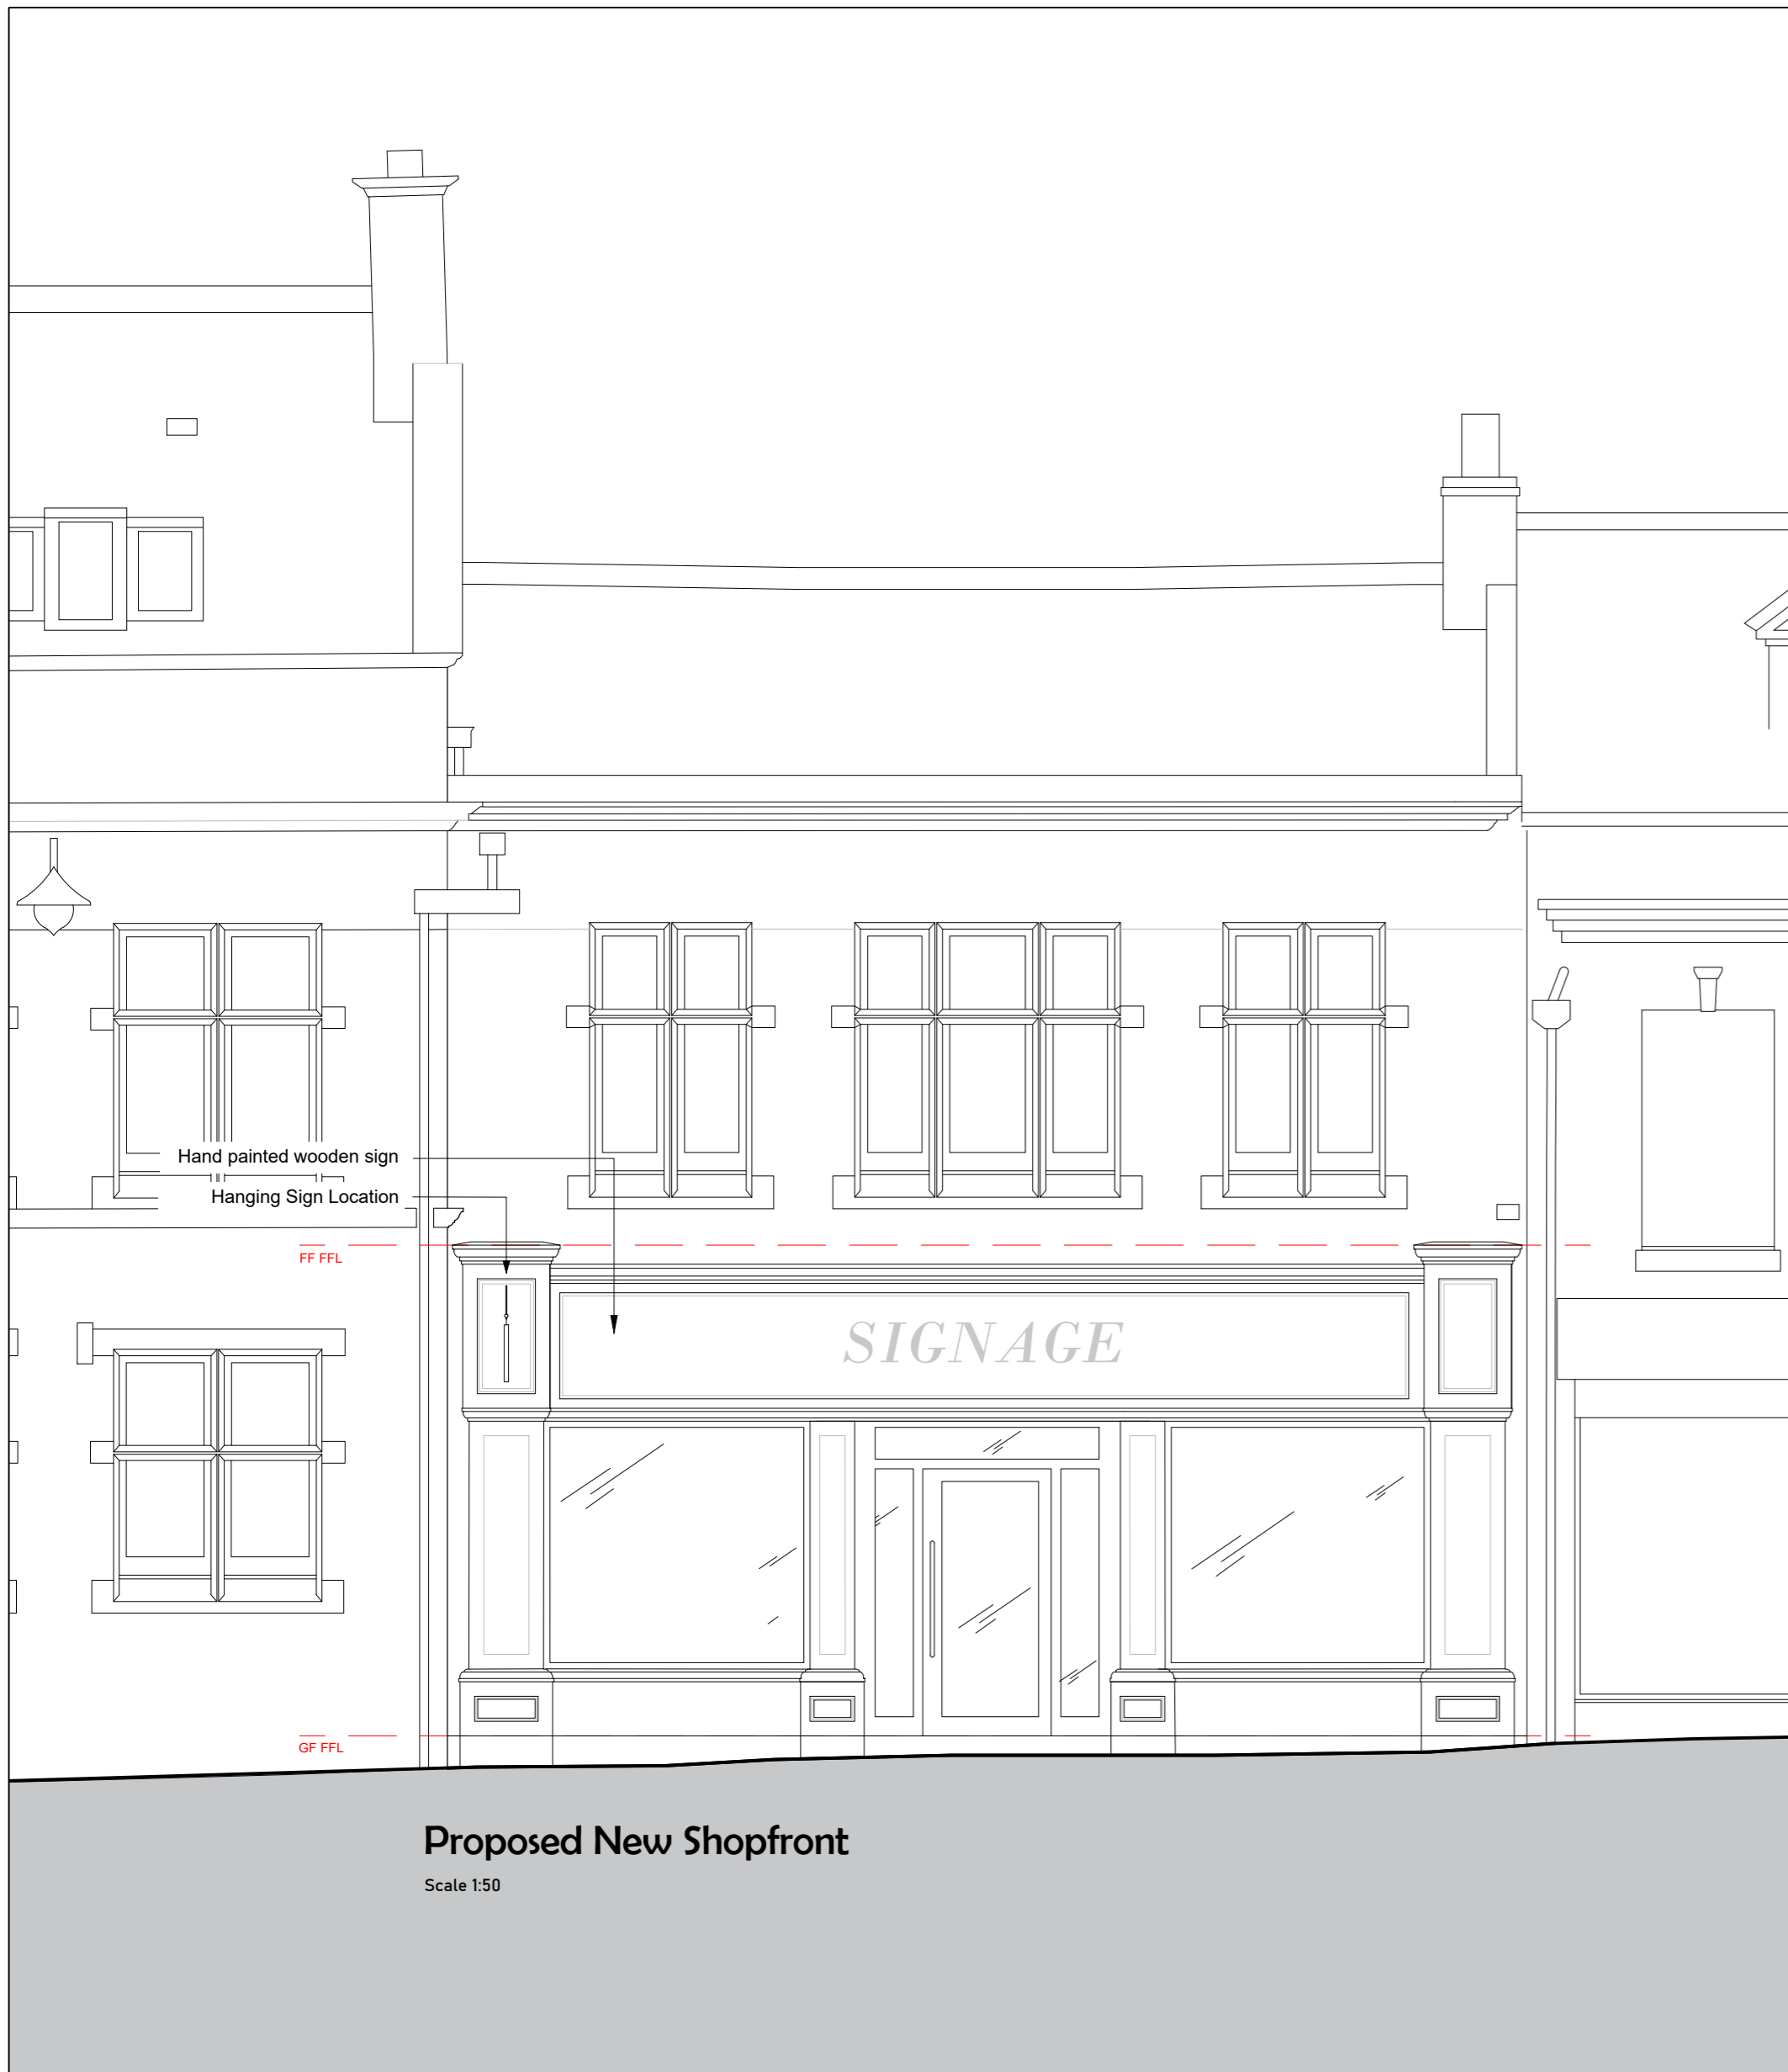 Hand painted wooden sign
Hanging Sign Location
FF FFL
SIGNAGE
GF FFL
Proposed New Shopfront
Scale 1:50